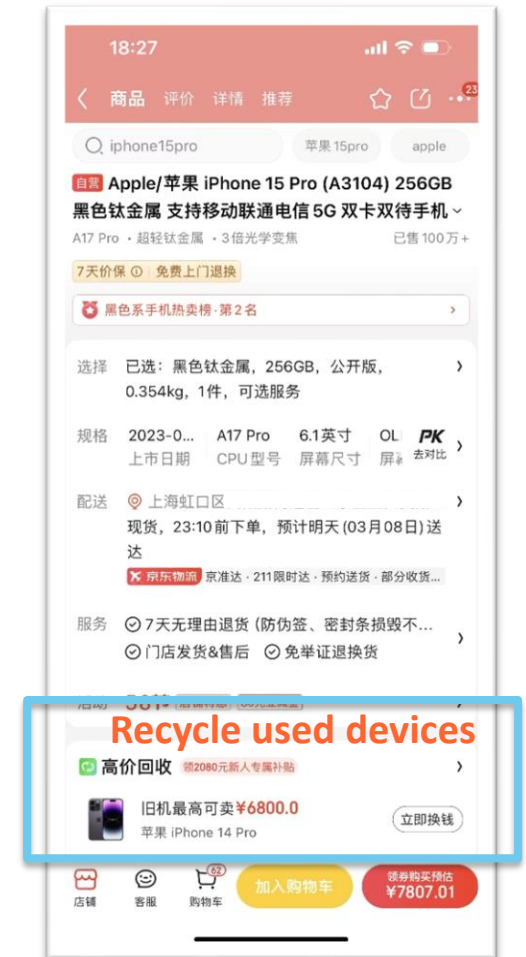 18:27
商品 评价 详情 推荐 23
iphone15pro 苹果 15pro apple
自营 Apple/苹果 iPhone 15 Pro (A3104) 256GB
黑色钛金属 支持移动联通电信 5G 双卡双待手机
A17 Pro · 超轻钛金属 · 3倍光学变焦 已售 100万+
7天价保 免费上门退换
黑色系手机热卖榜·第2名
选择 已选：黑色钛金属，256GB，公开版，
0.354kg，1件，可选服务
规格 2023-0... A17 Pro 6.1英寸 OL PK
上市日期 CPU型号 屏幕尺寸 去对比
配送 上海虹口区
现货，23:10前下单，预计明天(03月08日)送
达
京东物流 京准达 · 211限时达 · 预约送货 · 部分收货...
服务 7天无理由退货 (防伪签、密封条损毁不...
门店发货&售后 免举证退换货
Recycle used devices
高价回收 领2080元新人专属补贴
旧机最高可卖¥6800.0
苹果 iPhone 14 Pro 立即换钱
62
店铺 客服 购物车 加入购物车 领券购买预估
¥7807.01